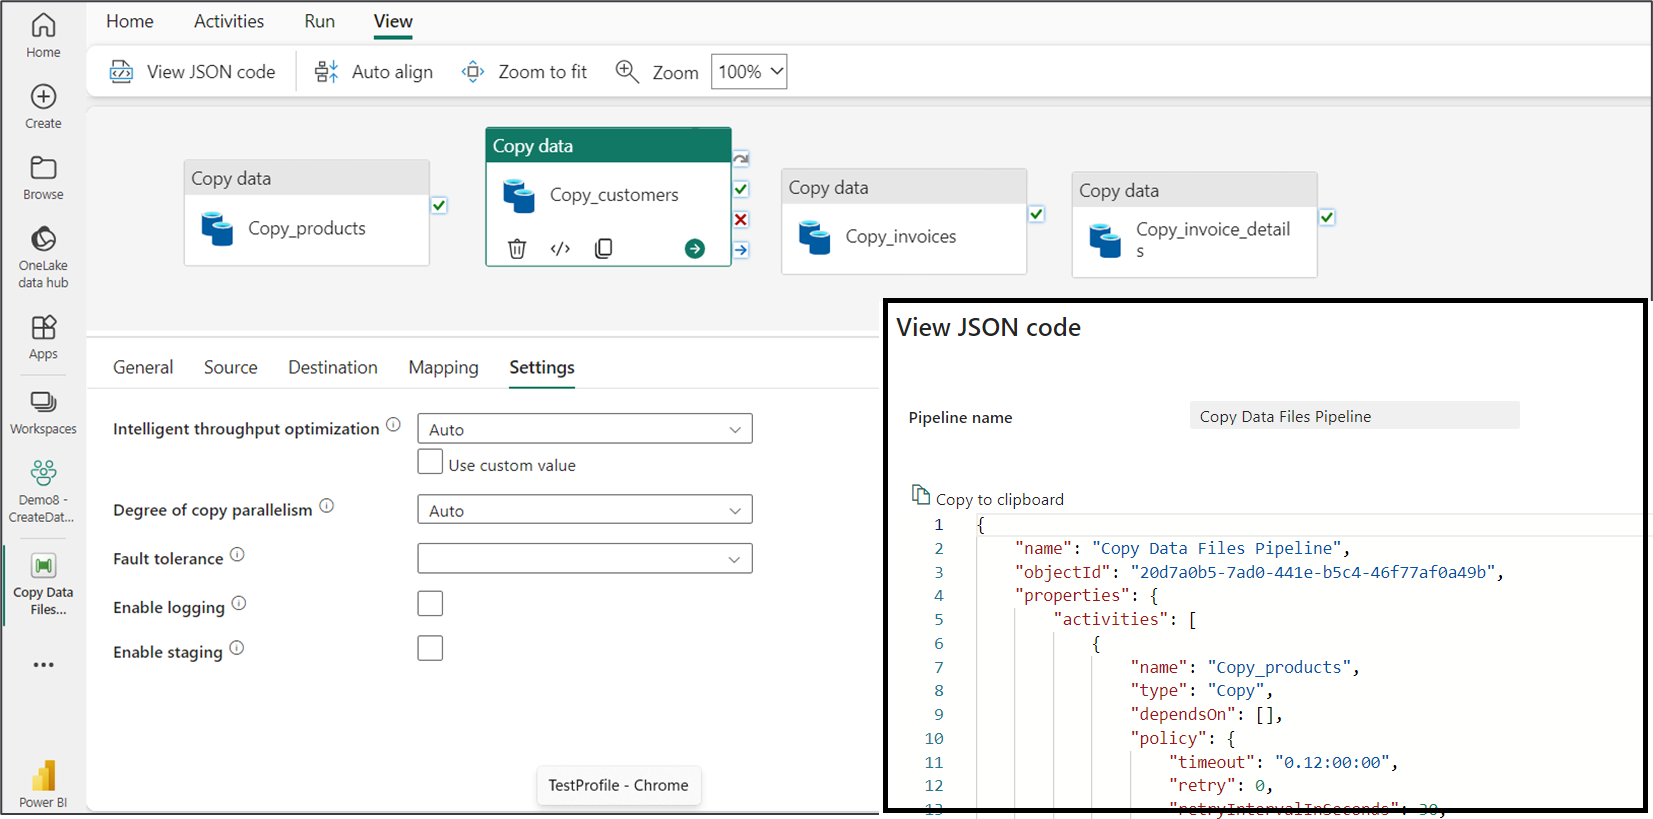 Home
Activities
Run
View
View JSON code
Auto align
Zoom to fit
Zoom
100%
Home
Create
Browse
OneLake
data hub
Apps
Workspaces
Demo8 -
CreateDat...
Copy Data
Files...
Power BI
Copy data
Copy_products
Copy data
Copy_customers
Copy data
Copy_invoices
Copy data
Copy_invoice_detail
s
General
Source
Destination
Mapping
Settings
Intelligent throughput optimization
Auto
Use custom value
Degree of copy parallelism
Auto
Fault tolerance
Enable logging
Enable staging
TestProfile - Chrome
View JSON code
Pipeline name
Copy Data Files Pipeline
Copy to clipboard
1 {
2 "name": "Copy Data Files Pipeline",
3 "objectId": "20d7a0b5-7ad0-441e-b5c4-46f77af0a49b",
4 "properties": {
5 "activities": [
6 {
7 "name": "Copy_products",
8 "type": "Copy",
9 "dependsOn": [],
10 "policy": {
11 "timeout": "0.12:00:00",
12 "retry": 0,
13 "retryIntervalInSeconds": 30,